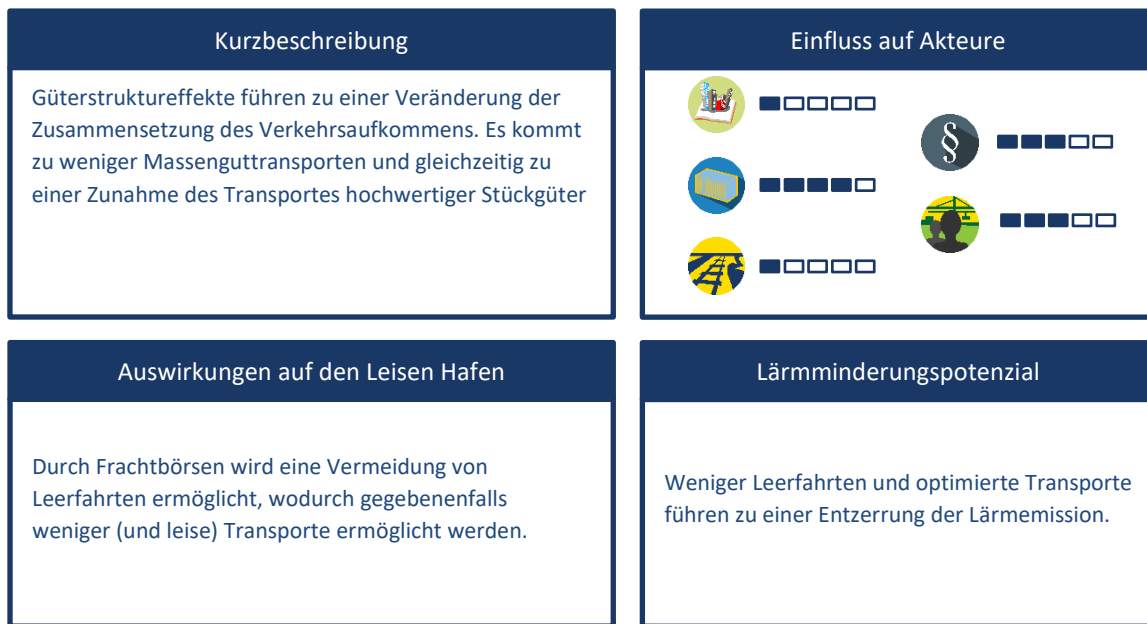 Kurzbeschreibung
Güterstruktureffekte führen zu einer Veränderung der
Zusammensetzung des Verkehrsaufkommens. Es kommt
zu weniger Massenguttransporten und gleichzeitig zu
einer Zunahme des Transportes hochwertiger Stückgüter
Einfluss auf Akteure
§
Auswirkungen auf den Leisen Hafen
Durch Frachtbörsen wird eine Vermeidung von
Leerfahrten ermöglicht, wodurch gegebenenfalls
weniger (und leise) Transporte ermöglicht werden.
Lärmminderungspotenzial
Weniger Leerfahrten und optimierte Transporte
führen zu einer Entzerrung der Lärmemission.